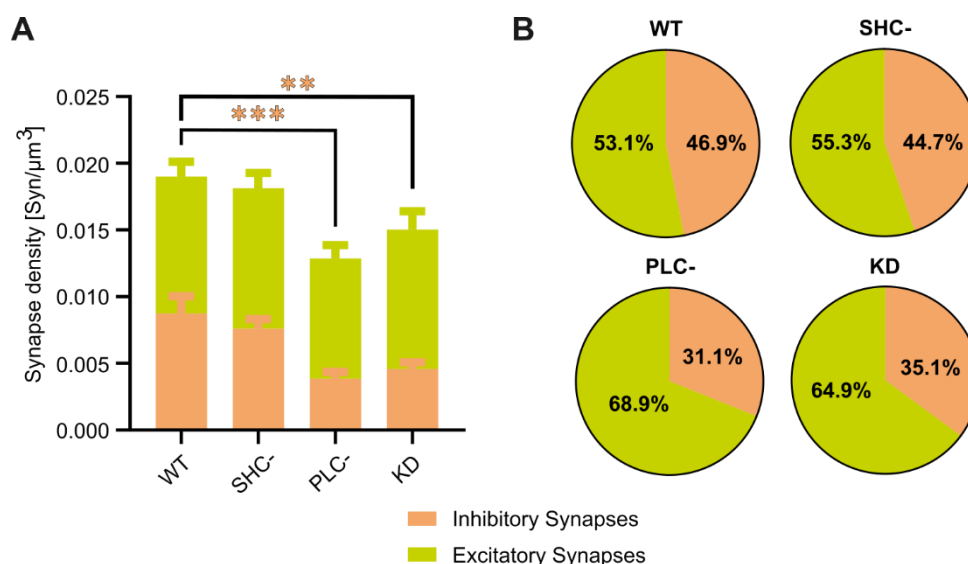 A
Synapse density [Syn/µm³]
0.025
0.020
0.015
0.010
0.005
0.000
**
***
WT
SHC-
PLC-
KD
B
WT
53.1%
46.9%
SHC-
55.3%
44.7%
PLC-
31.1%
68.9%
KD
35.1%
64.9%
Inhibitory Synapses
Excitatory Synapses